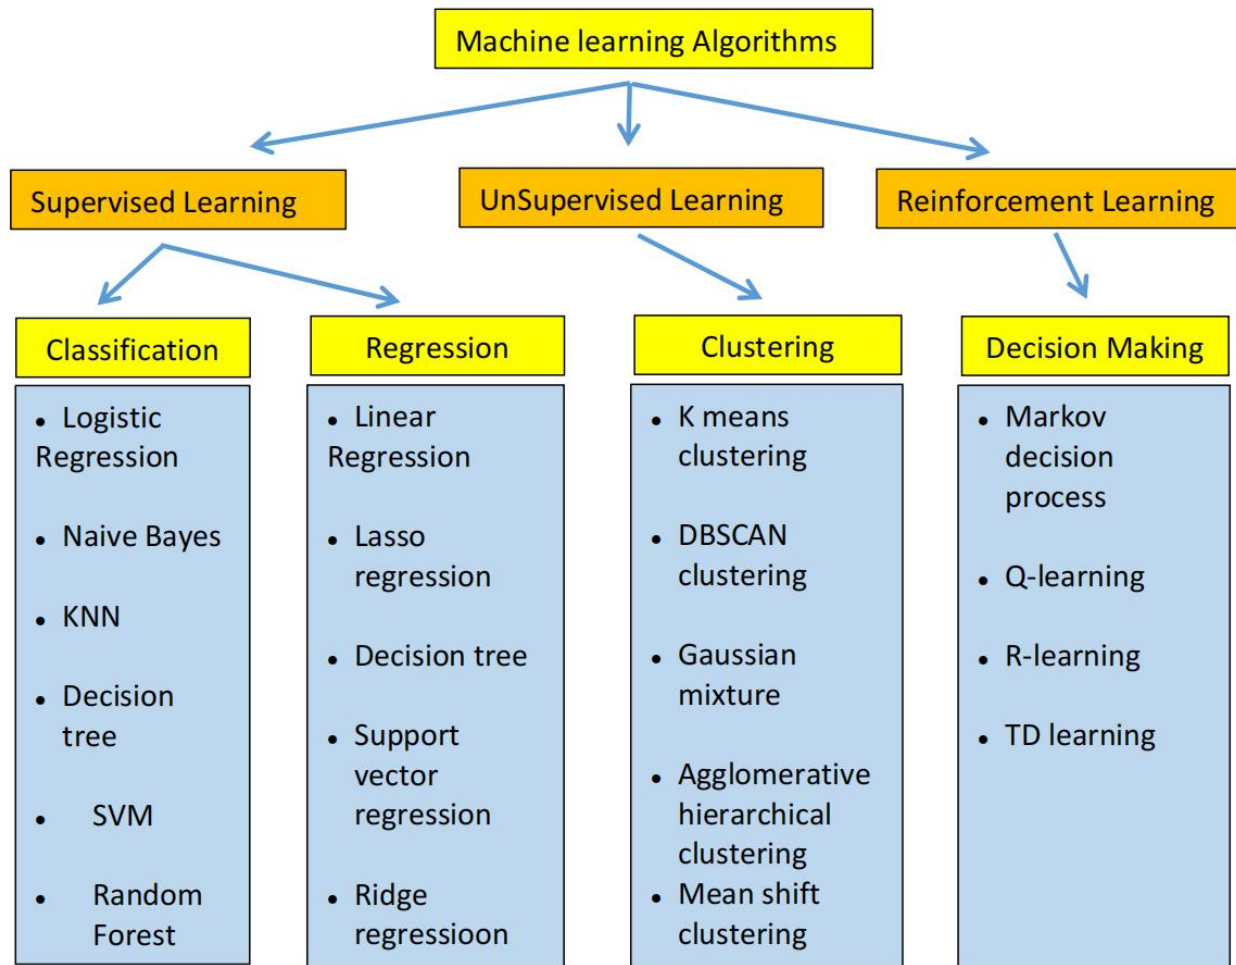 Machine learning Algorithms
Supervised Learning
UnSupervised Learning
Reinforcement Learning
Classification
• Logistic
Regression
• Naive Bayes
• KNN
• Decision
tree
• SVM
• Random
Forest
Regression
• Linear
Regression
• Lasso
regression
• Decision tree
• Support
vector
regression
• Ridge
regressioon
Clustering
• K means
clustering
• DBSCAN
clustering
• Gaussian
mixture
• Agglomerative
hierarchical
clustering
• Mean shift
clustering
Decision Making
• Markov
decision
process
• Q-learning
• R-learning
• TD learning